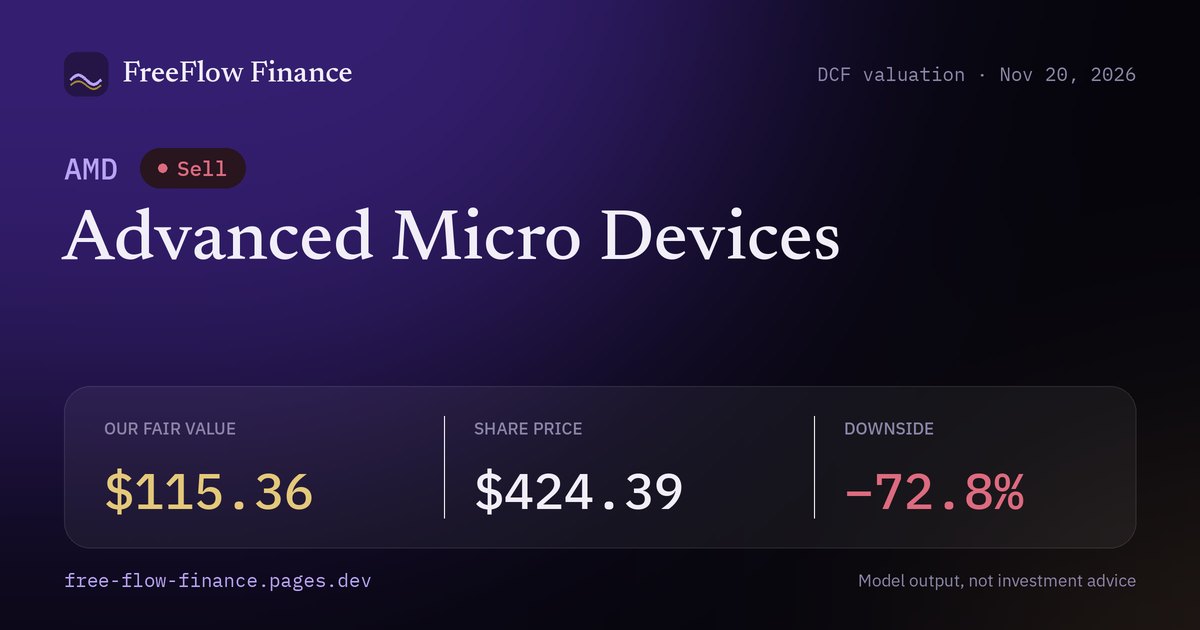 FreeFlow Finance
DCF valuation · Nov 20, 2026
AMD
Sell
Advanced Micro Devices
OUR FAIR VALUE
$115.36
SHARE PRICE
$424.39
DOWNSIDE
−72.8%
free-flow-finance.pages.dev
Model output, not investment advice